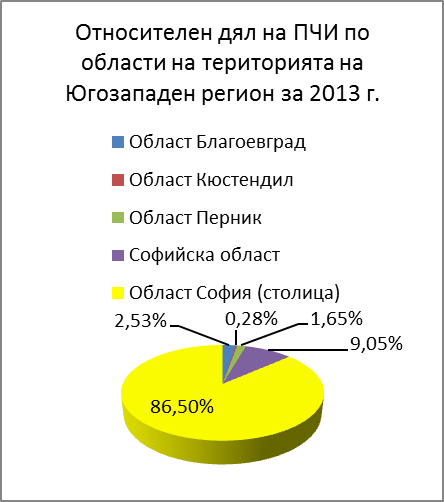 Относителен дял на ПЧИ по
области на територията на
Югозападен регион за 2013 г.
Област Благоевград
Област Кюстендил
Област Перник
Софийска област
Област София (столица)
2,53%
0,28%
1,65%
9,05%
86,50%